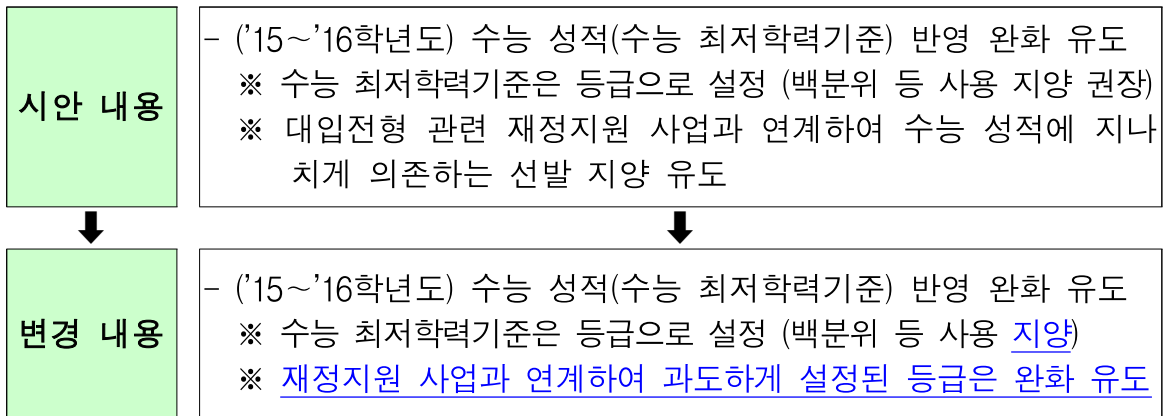 시안 내용
- ('15~'16학년도) 수능 성적(수능 최저학력기준) 반영 완화 유도
※ 수능 최저학력기준은 등급으로 설정 (백분위 등 사용 지양 권장)
※ 대입전형 관련 재정지원 사업과 연계하여 수능 성적에 지나
치게 의존하는 선발 지양 유도
변경 내용
- ('15~'16학년도) 수능 성적(수능 최저학력기준) 반영 완화 유도
※ 수능 최저학력기준은 등급으로 설정 (백분위 등 사용 지양)
※ 재정지원 사업과 연계하여 과도하게 설정된 등급은 완화 유도